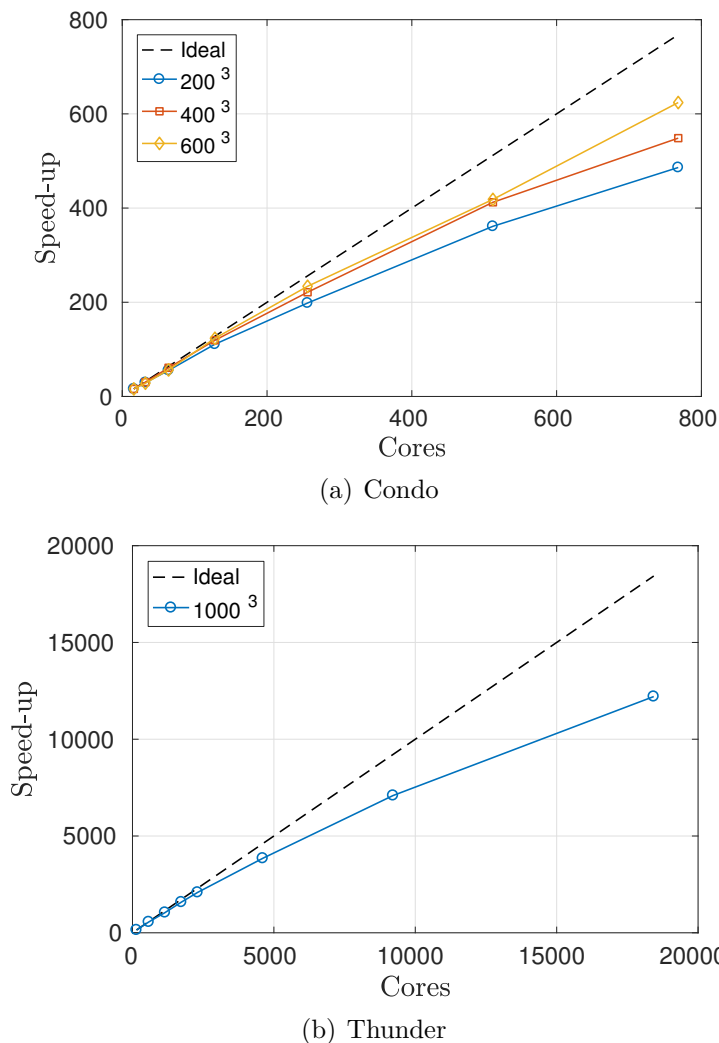 800
600
400
200
0
Speed-up
Ideal
200 3
400 3
600 3
0 200 400 600 800
Cores
(a) Condo
20000
15000
10000
5000
0
Speed-up
Ideal
1000 3
0 5000 10000 15000 2000
Cores
(b) Thunder